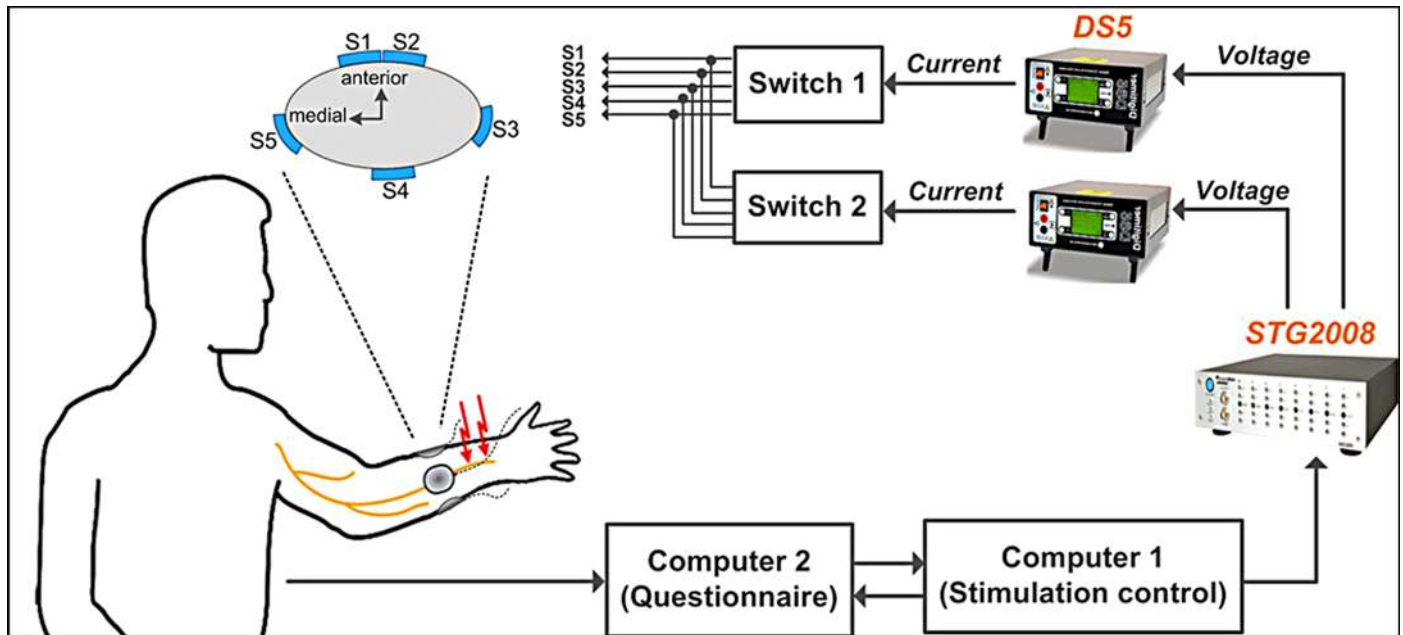 S1 S2
anterior
medial
S5
S3
S4
S1
S2
S3
S4
S5
Switch 1
Current
DS5
Voltage
Switch 2
Current
Voltage
STG2008
Computer 2
(Questionnaire)
Computer 1
(Stimulation control)